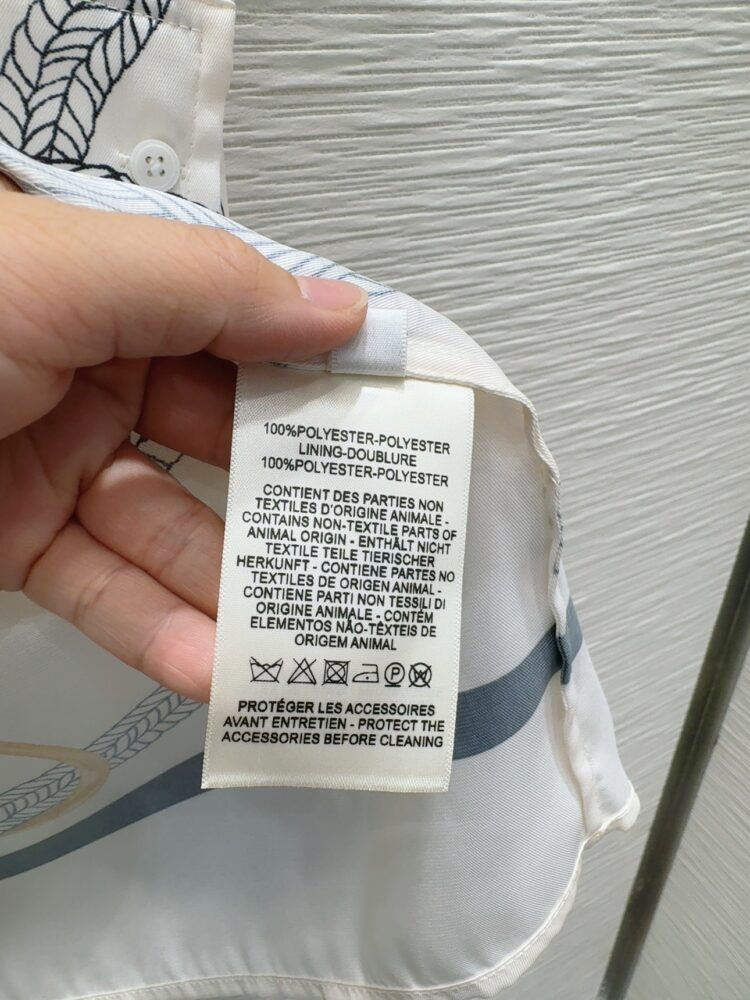 100%POLYESTER-POLYESTER
LINING-DOUBLURE
100%POLYESTER-POLYESTER
CONTIENT DES PARTIES NON
TEXTILES D'ORIGINE ANIMALE -
CONTAINS NON-TEXTILE PARTS OF
ANIMAL ORIGIN - ENTHÄLT NICHT
TEXTILE TEILE TIERISCHER
HERKUNFT - CONTIENE PARTES NO
TEXTILES DE ORIGEN ANIMAL -
CONTIENE PARTI NON TESSILI DI
ORIGINE ANIMALE - CONTÉM
ELEMENTOS NÃO-TÊXTEIS DE
ORIGEM ANIMAL
P W
PROTÉGER LES ACCESSOIRES
AVANT ENTRETIEN - PROTECT THE
ACCESSORIES BEFORE CLEANING